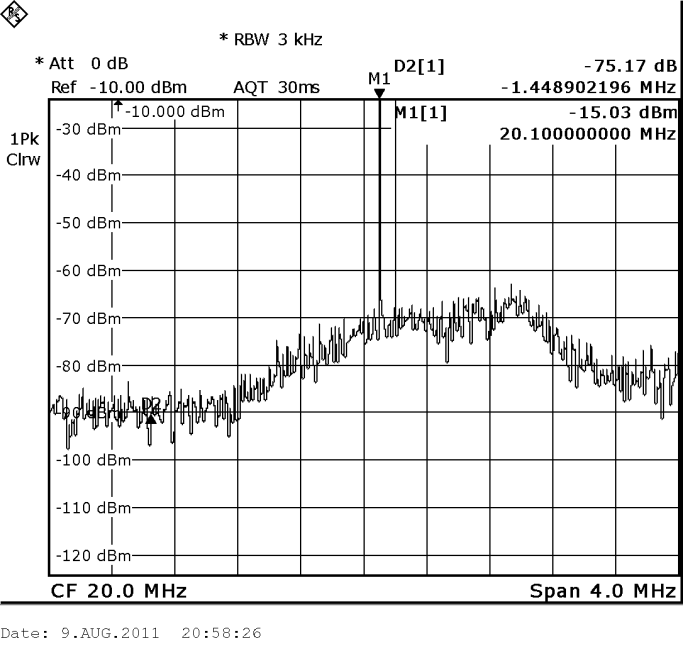 * RBW 3 kHz
* Att 0 dB
Ref -10.00 dBm AQT 30ms
M1
D2[1] -75.17 dB
-1.448902196 MHz
-10.000 dBm
M1[1] -15.03 dBm
20.100000000 MHz
1Pk
Clrw
-30 dBm
-40 dBm
-50 dBm
-60 dBm
-70 dBm
-80 dBm
-90 dBm
D2
-100 dBm
-110 dBm
-120 dBm
CF 20.0 MHz Span 4.0 MHz
Date: 9.AUG.2011 20:58:26